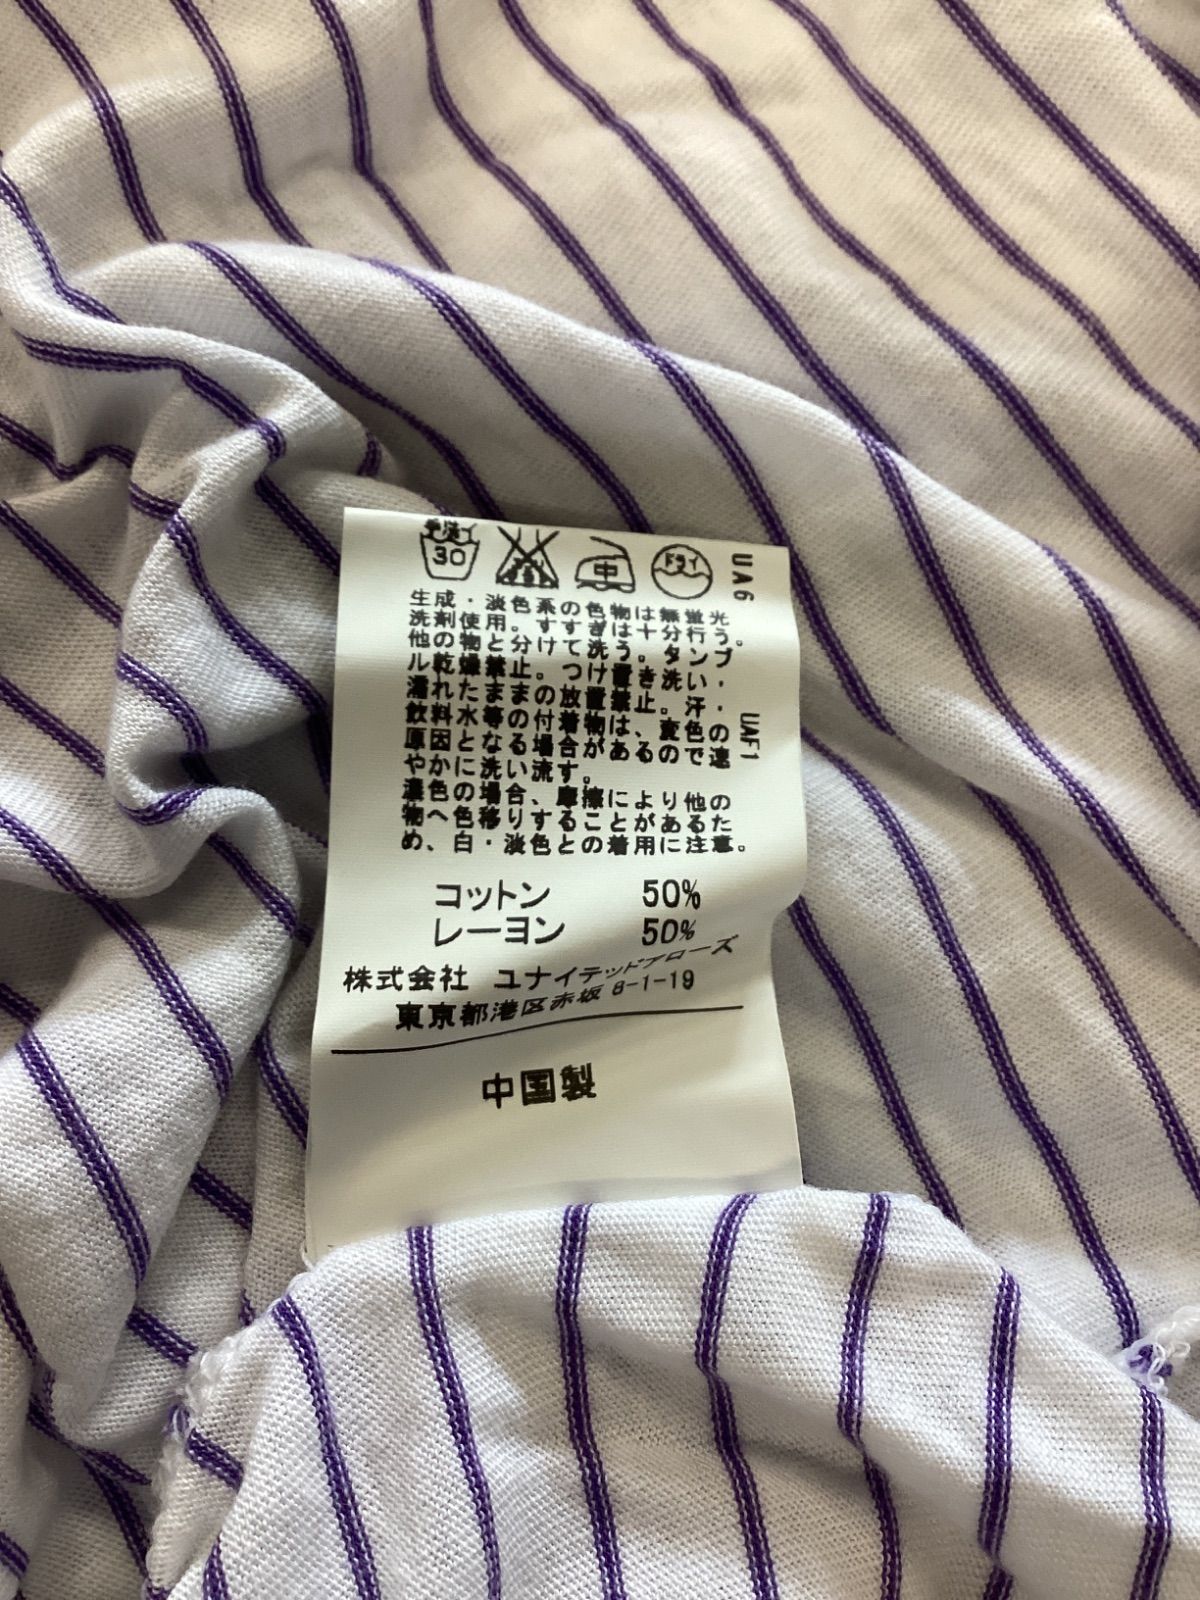 手洗イ 30 中 ドライ UA6
生成・淡色系の色物は無蛍光
洗剤使用。すすぎは十分行う。
他の物と分けて洗う。タンブ
ル乾燥禁止。つけ置き洗い・
濡れたままの放置禁止。汗・
飲料水等の付着物は、変色の
原因となる場合があるので速
やかに洗い流す。
UAF1
濃色の場合、摩擦により他の
物へ色移りすることがあるた
め、白・淡色との着用に注意。
コットン 50%
レーヨン 50%
株式会社 ユナイテッドアローズ
東京都港区赤坂 8-1-19
中国製